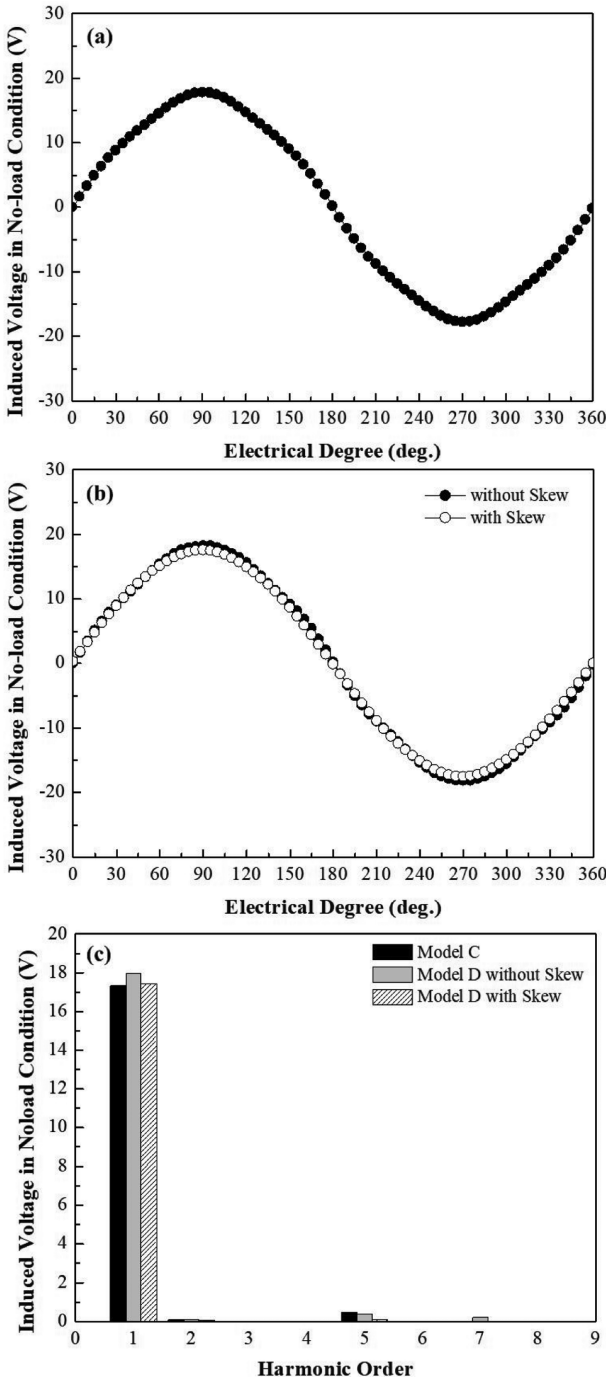 (a)
Induced Voltage in No-load Condition (V)
30
20
10
0
-10
-20
-30
0 30 60 90 120 150 180 210 240 270 300 330 360
Electrical Degree (deg.)
(b)
without Skew
with Skew
Induced Voltage in No-load Condition (V)
30
20
10
0
-10
-20
-30
0 30 60 90 120 150 180 210 240 270 300 330 360
Electrical Degree (deg.)
(c)
Model C
Model D without Skew
Model D with Skew
Induced Voltage in Noload Condition (V)
20
18
16
14
12
10
8
6
4
2
0
0 1 2 3 4 5 6 7 8 9
Harmonic Order